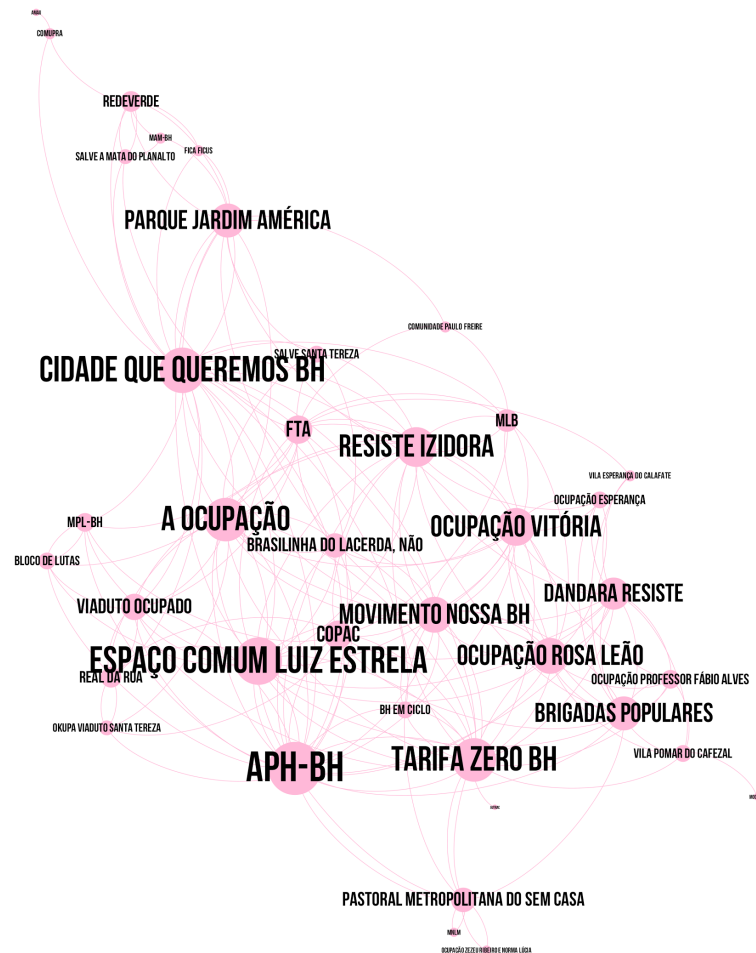 AMAU
COMUPRA
REDEVERDE
MAM-BH
FICA FICUS
SALVE A MATA DO PLANALTO
PARQUE JARDIM AMÉRICA
COMUNIDADE PAULO FREIRE
SALVE SANTA TEREZA
CIDADE QUE QUEREMOS BH
MLB
FTA
RESISTE IZIDORA
VILA ESPERANÇA DO CALAFATE
OCUPAÇÃO ESPERANÇA
MPL-BH
A OCUPAÇÃO
OCUPAÇÃO VITÓRIA
BRASILINHA DO LACERDA, NÃO
BLOCO DE LUTAS
DANDARA RESISTE
VIADUTO OCUPADO
MOVIMENTO NOSSA BH
COPAC
ESPAÇO COMUM LUIZ ESTRELA
OCUPAÇÃO ROSA LEÃO
REAL DA RUA
OCUPAÇÃO PROFESSOR FÁBIO ALVES
BH EM CICLO
BRIGADAS POPULARES
OKUPA VIADUTO SANTA TEREZA
VILA POMAR DO CAFEZAL
TARIFA ZERO BH
APH-BH
PASTORAL METROPOLITANA DO SEM CASA
MNLM
OCUPAÇÃO ZEZEU RIBEIRO E NORMA LÚCIA